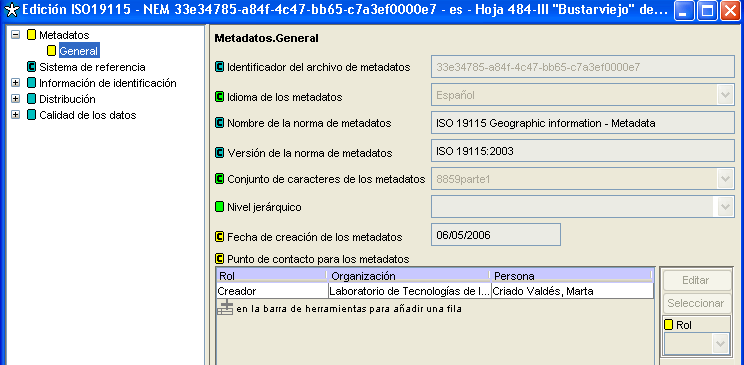 Edición ISO19115 - NEM 33e34785-a84f-4c47-bb65-c7a3ef0000e7 - es - Hoja 484-III "Bustarviejo" de...
Metadatos
General
Sistema de referencia
Información de identificación
Distribución
Calidad de los datos
Metadatos.General
Identificador del archivo de metadatos 33e34785-a84f-4c47-bb65-c7a3ef0000e7
Idioma de los metadatos Español
Nombre de la norma de metadatos ISO 19115 Geographic information - Metadata
Versión de la norma de metadatos ISO 19115:2003
Conjunto de caracteres de los metadatos 8859parte1
Nivel jerárquico
Fecha de creación de los metadatos 06/05/2006
Punto de contacto para los metadatos
Rol Organización Persona
Creador Laboratorio de Tecnologías de l... Criado Valdés, Marta
en la barra de herramientas para añadir una fila
Editar
Seleccionar
Rol